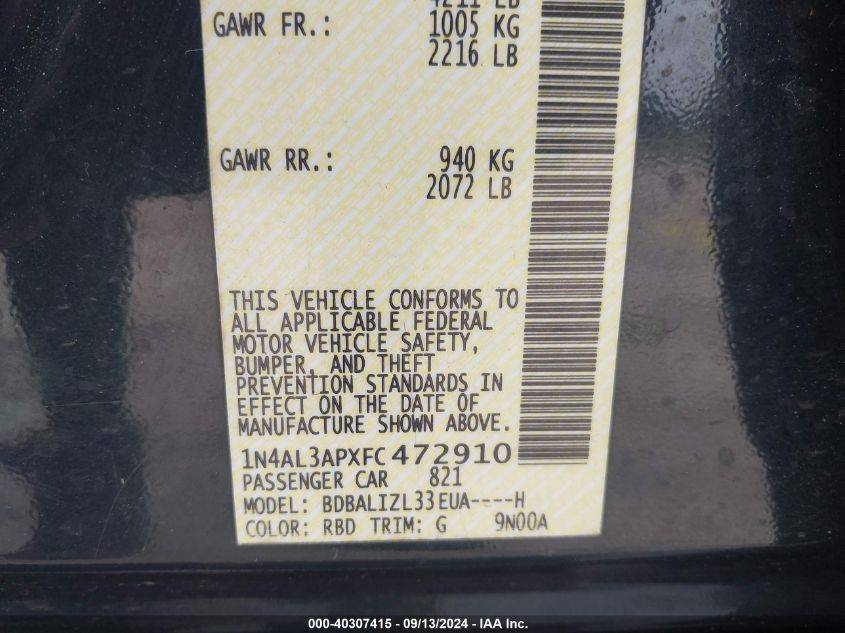 4211 LB
GAWR FR.: 1005 KG
2216 LB
GAWR RR.: 940 KG
2072 LB
THIS VEHICLE CONFORMS TO
ALL APPLICABLE FEDERAL
MOTOR VEHICLE SAFETY,
BUMPER, AND THEFT
PREVENTION STANDARDS IN
EFFECT ON THE DATE OF
MANUFACTURE SHOWN ABOVE.
1N4AL3APXFC472910
PASSENGER CAR 821
MODEL: BDBALIZL33EUA----H
COLOR: RBD TRIM: G 9N00A
000-40307415 - 09/13/2024 - IAA Inc.